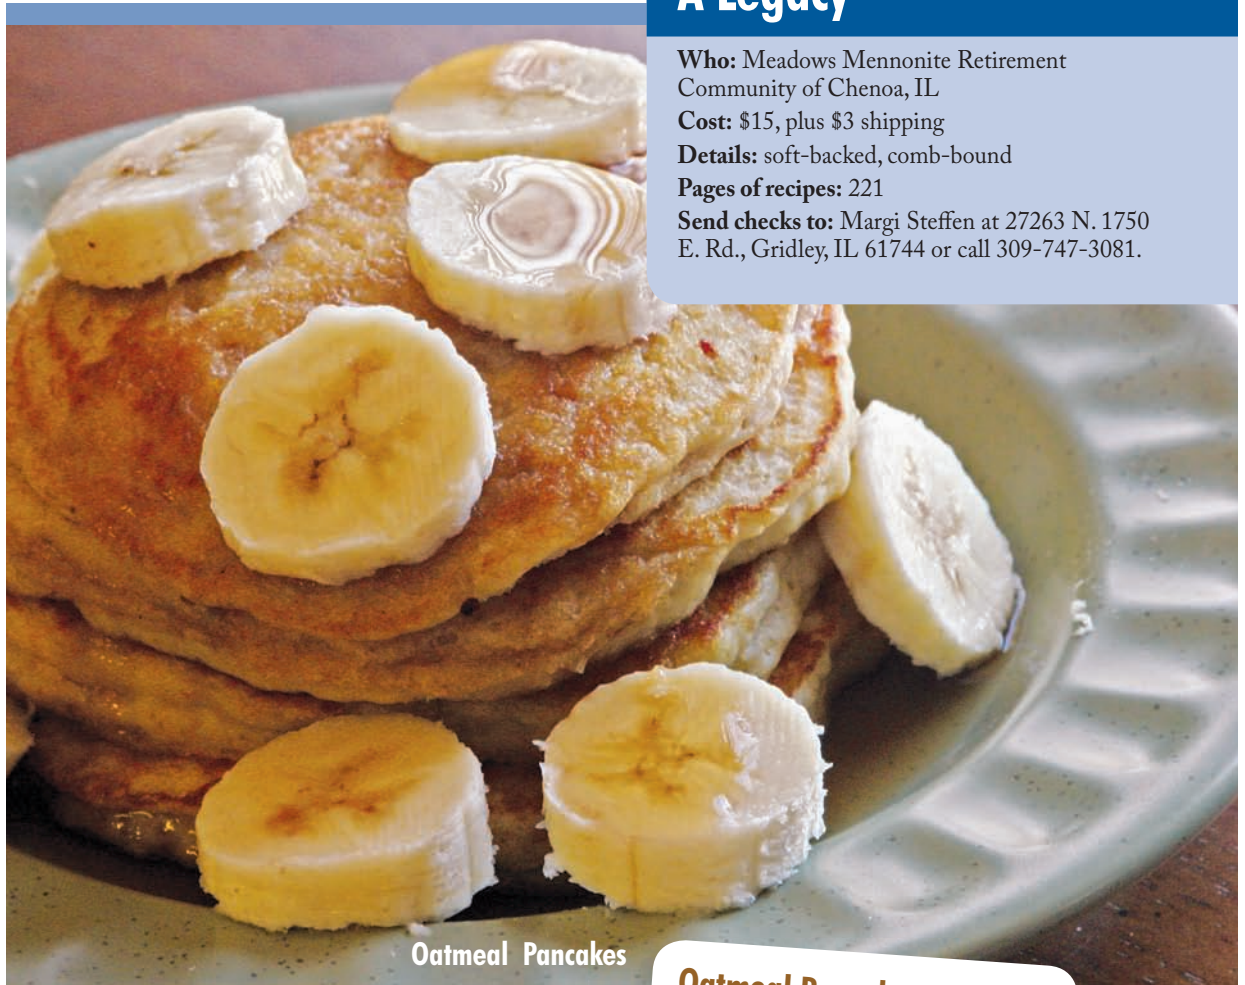 A Legacy
Who: Meadows Mennonite Retirement
Community of Chenoa, IL
Cost: $15, plus $3 shipping
Details: soft-backed, comb-bound
Pages of recipes: 221
Send checks to: Margi Steffen at 27263 N. 1750
E. Rd., Gridley, IL 61744 or call 309-747-3081.
Oatmeal Pancakes
Oatmeal